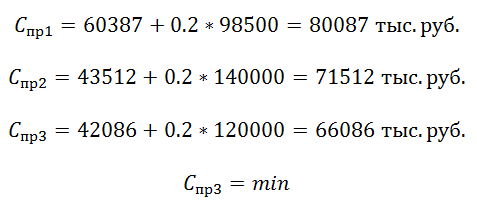 Cпр1 = 60387 + 0.2 ∗ 98500 = 80087 тыс. руб.
Cпр2 = 43512 + 0.2 ∗ 140000 = 71512 тыс. руб.
Cпр3 = 42086 + 0.2 ∗ 120000 = 66086 тыс. руб.
Cпр3 = min